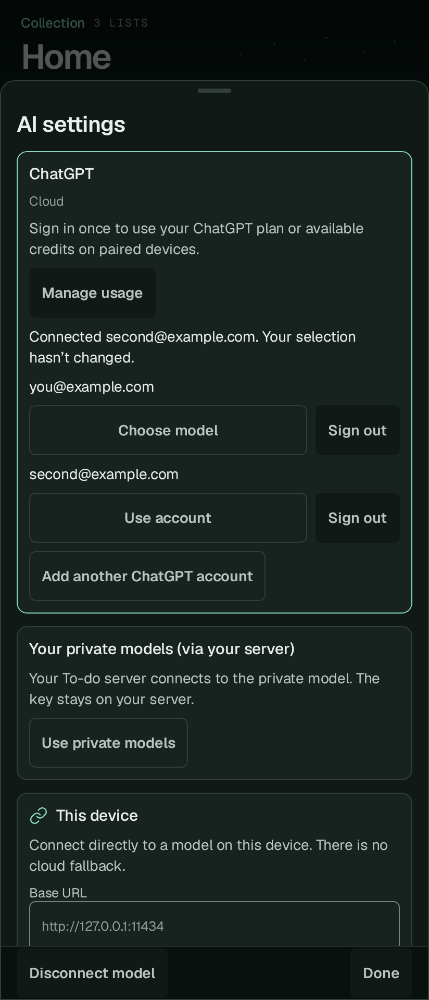 Collection 3 LISTS
Home
AI settings
ChatGPT
Cloud
Sign in once to use your ChatGPT plan or available
credits on paired devices.
Manage usage
Connected second@example.com. Your selection
hasn’t changed.
you@example.com
Choose model
Sign out
second@example.com
Use account
Sign out
Add another ChatGPT account
Your private models (via your server)
Your To-do server connects to the private model. The
key stays on your server.
Use private models
This device
Connect directly to a model on this device. There is no
cloud fallback.
Base URL
http://127.0.0.1:11434
Disconnect model
Done